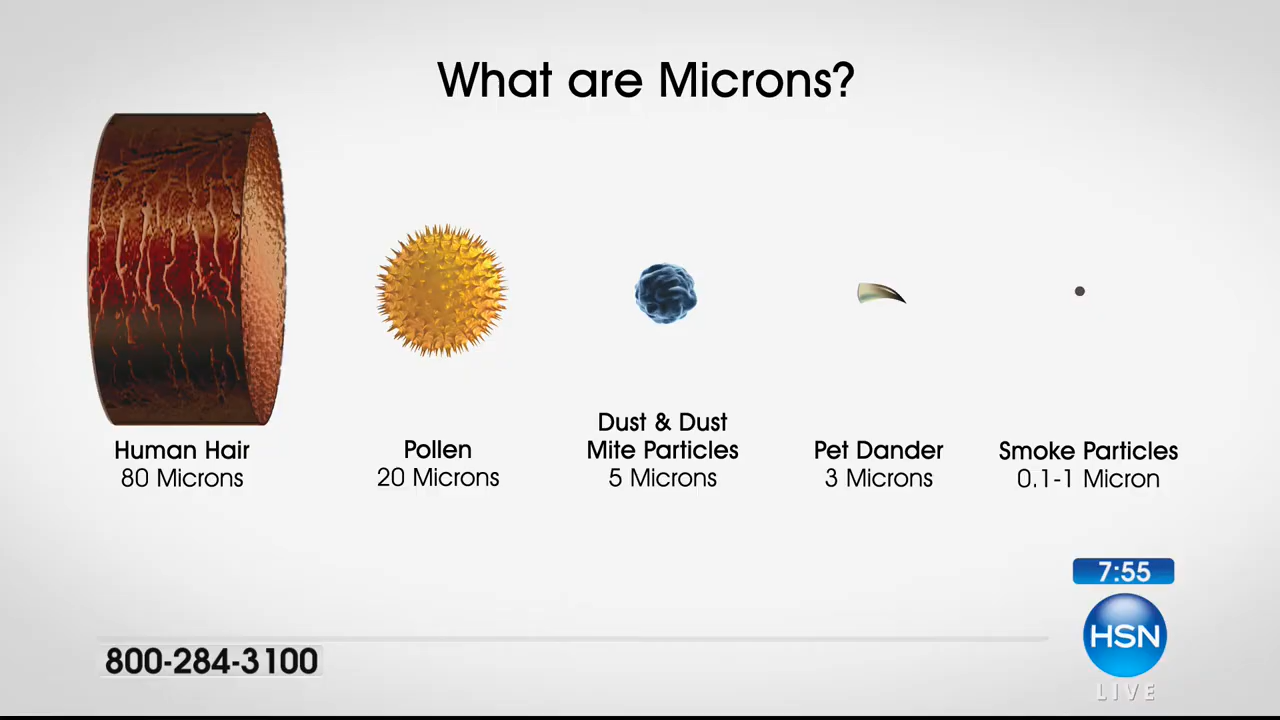 What are Microns?
Human Hair
80 Microns
Pollen
20 Microns
Dust & Dust
Mite Particles
5 Microns
Pet Dander
3 Microns
Smoke Particles
0.1-1 Micron
7:55
HSN
LIVE
800-284-3100